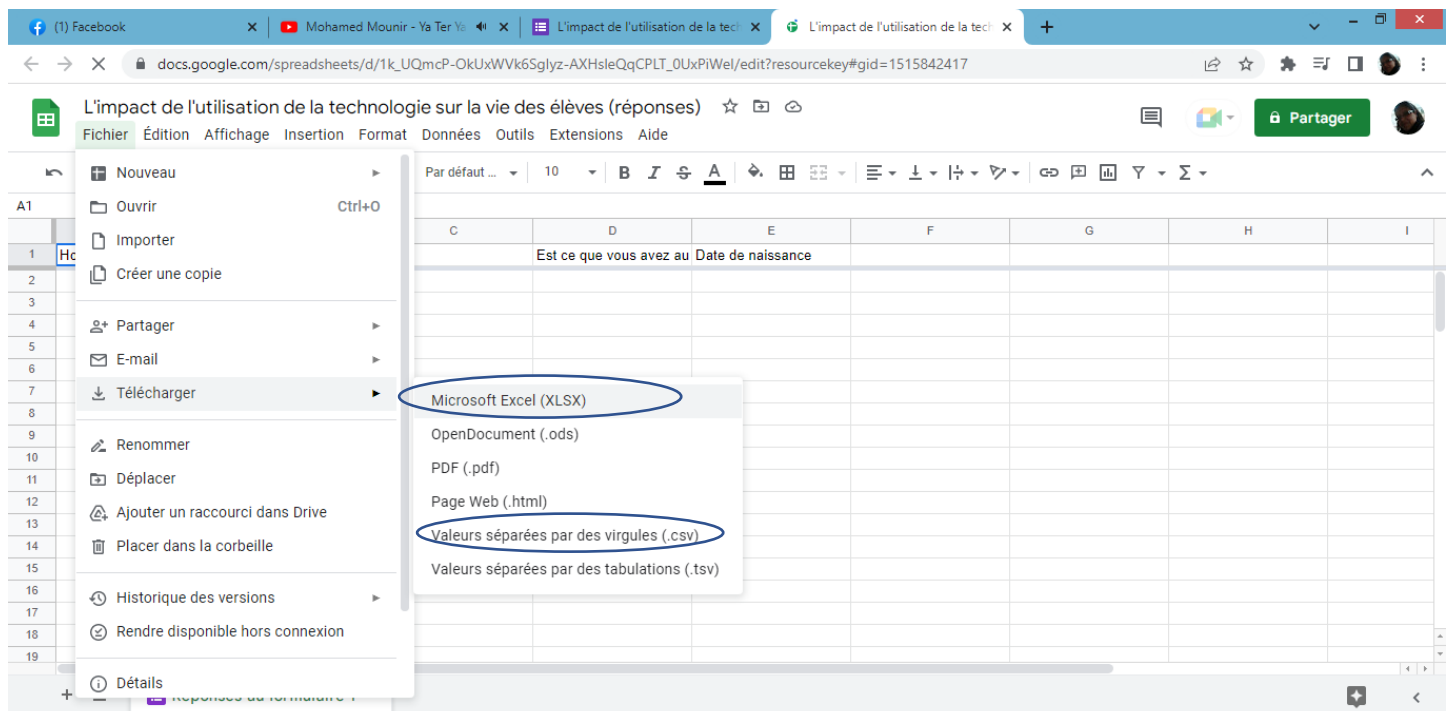 (1) Facebook
Mohamed Mounir - Ya Ter Ya
L'impact de l'utilisation de la tech
L'impact de l'utilisation de la tech
docs.google.com/spreadsheets/d/1k_UQmcP-OkUxWVk6SgIyz-AXHsleQqCPLT_0UxPiWeI/edit?resourcekey#gid=1515842417
L'impact de l'utilisation de la technologie sur la vie des élèves (réponses)
Fichier Édition Affichage Insertion Format Données Outils Extensions Aide
Partager
Par défaut ... 10 B I S A
A1
C D E F G H I
1 Ho Est ce que vous avez au Date de naissance
2
3
4
5
6
7
8
9
10
11
12
13
14
15
16
17
18
19
Nouveau
Ouvrir Ctrl+O
Importer
Créer une copie
Partager
E-mail
Télécharger
Renommer
Déplacer
Ajouter un raccourci dans Drive
Placer dans la corbeille
Historique des versions
Rendre disponible hors connexion
Détails
Microsoft Excel (XLSX)
OpenDocument (.ods)
PDF (.pdf)
Page Web (.html)
Valeurs séparées par des virgules (.csv)
Valeurs séparées par des tabulations (.tsv)